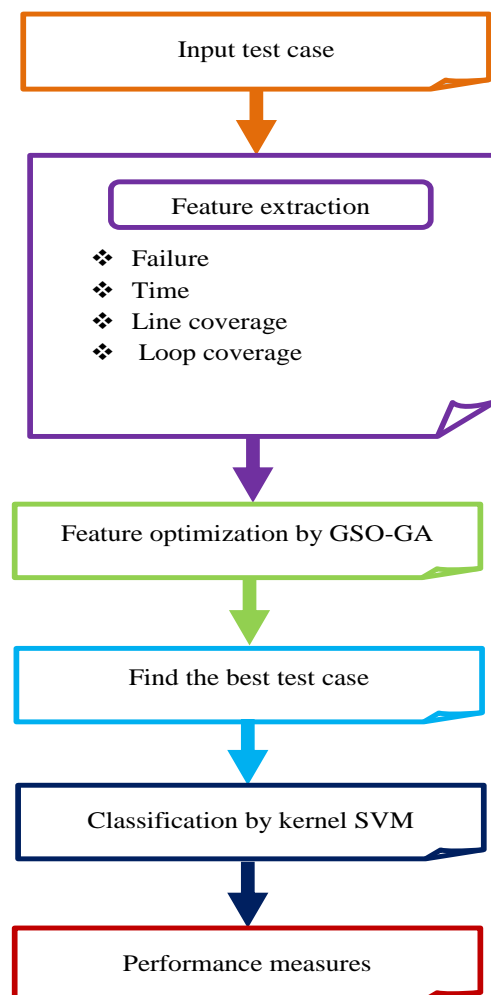 Input test case
Feature extraction
❖ Failure
❖ Time
❖ Line coverage
❖ Loop coverage
Feature optimization by GSO-GA
Find the best test case
Classification by kernel SVM
Performance measures